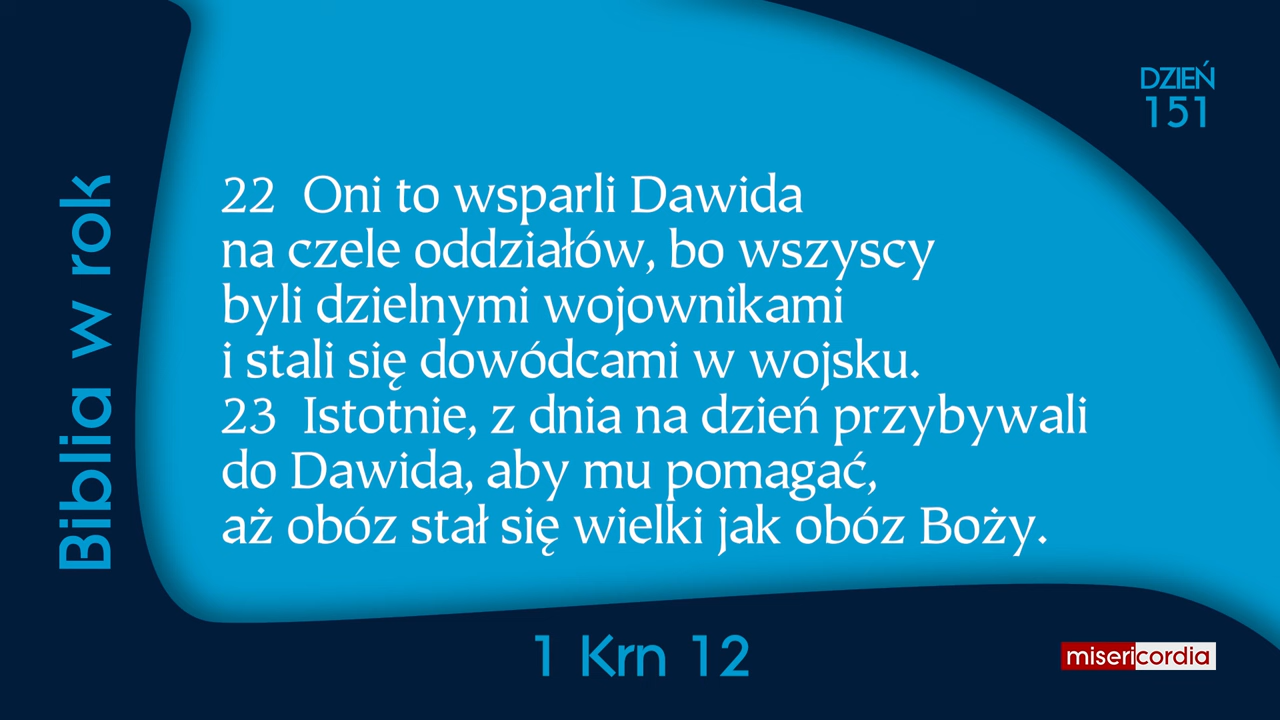 DZIEŃ
151
Biblia w rok
22 Oni to wsparli Dawida
na czele oddziałów, bo wszyscy
byli dzielnymi wojownikami
i stali się dowódcami w wojsku.
23 Istotnie, z dnia na dzień przybywali
do Dawida, aby mu pomagać,
aż obóz stał się wielki jak obóz Boży.
1 Krn 12
misericordia